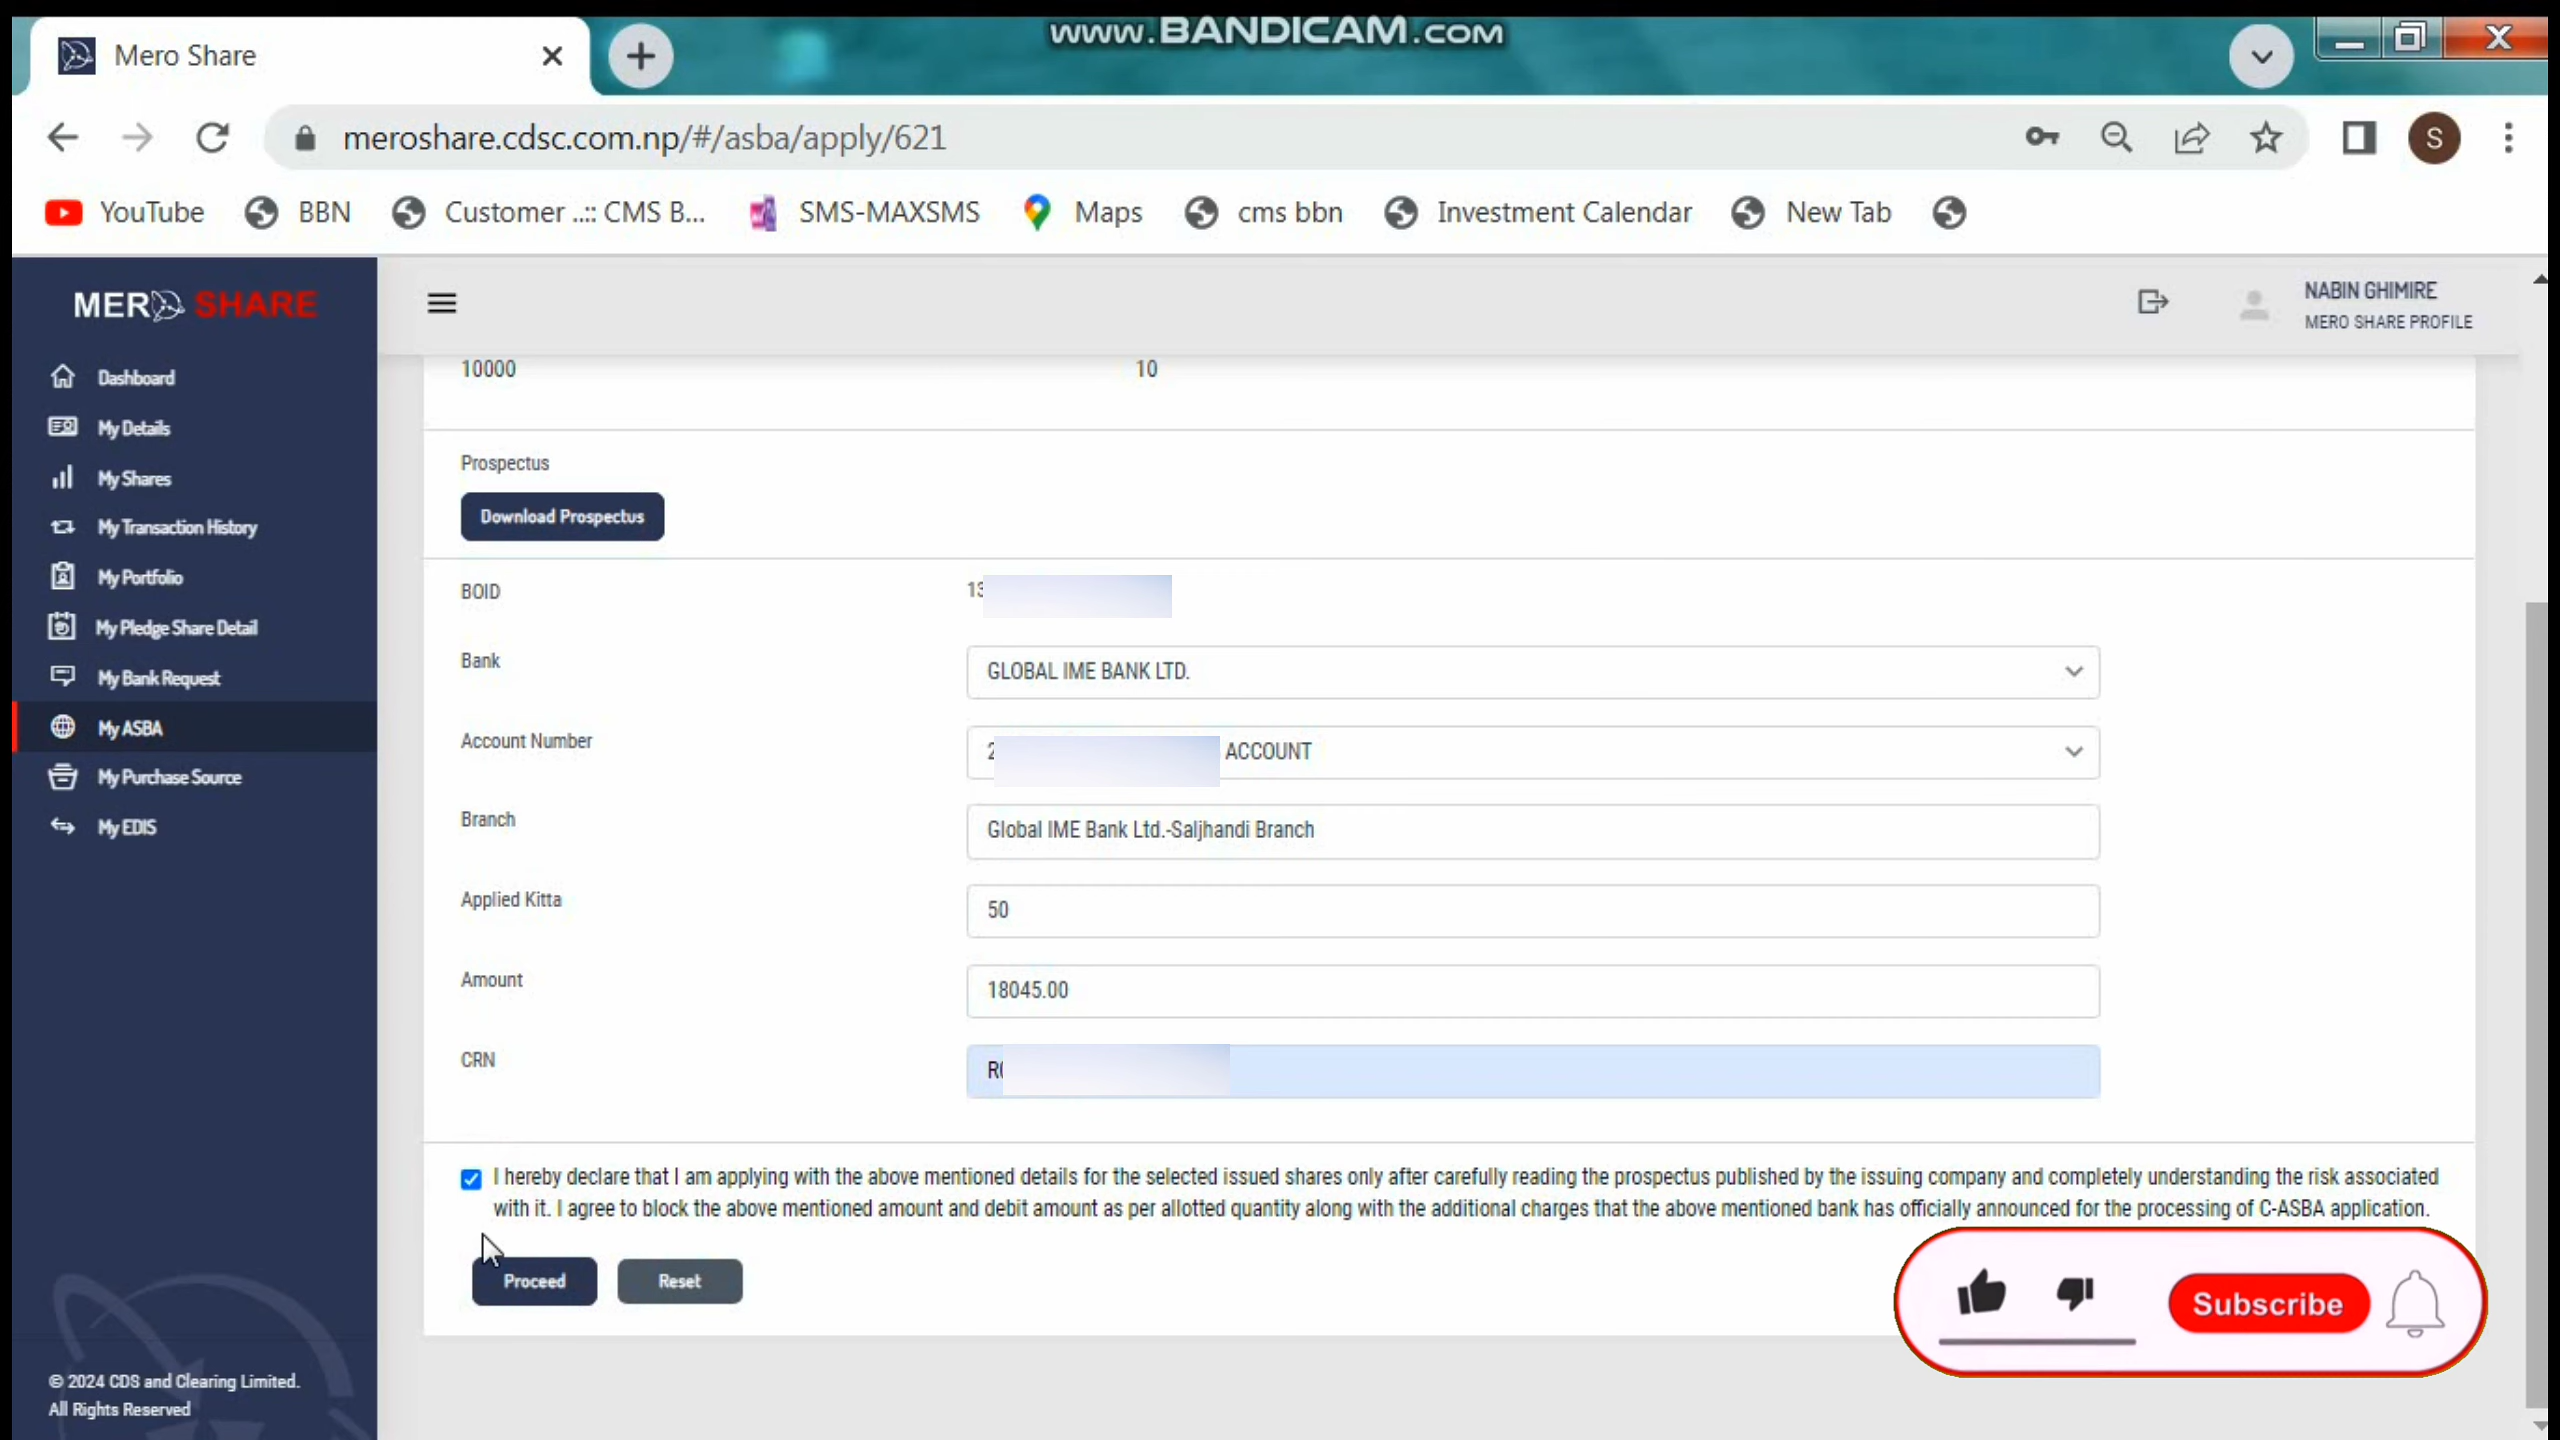 www.BANDICAM.COM
Mero Share
meroshare.cdsc.com.np/#/asba/apply/621
S
YouTube BBN Customer ..:: CMS B... SMS-MAXSMS Maps cms bbn Investment Calendar New Tab
MERO SHARE
NABIN GHIMIRE
MERO SHARE PROFILE
Dashboard
My Details
My Shares
My Transaction History
My Portfolio
My Pledge Share Detail
My Bank Request
My ASBA
My Purchase Source
My EDIS
© 2024 CDS and Clearing Limited.
All Rights Reserved
10000 10
Prospectus
Download Prospectus
BOID 13
Bank GLOBAL IME BANK LTD.
Account Number 2 ACCOUNT
Branch Global IME Bank Ltd.-Saljhandi Branch
Applied Kitta 50
Amount 18045.00
CRN R
I hereby declare that I am applying with the above mentioned details for the selected issued shares only after carefully reading the prospectus published by the issuing company and completely understanding the risk associated
with it. I agree to block the above mentioned amount and debit amount as per allotted quantity along with the additional charges that the above mentioned bank has officially announced for the processing of C-ASBA application.
Proceed Reset
Subscribe